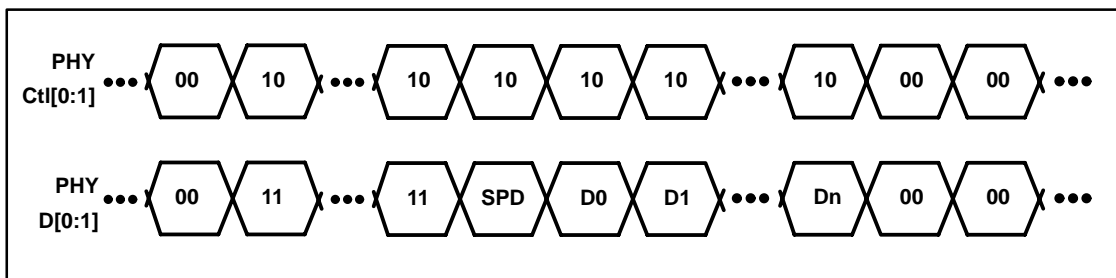 PHY
Ctl[0:1] ••• 00 10 ••• 10 10 10 10 ••• 10 00 00 •••
PHY
D[0:1] ••• 00 11 ••• 11 SPD D0 D1 ••• Dn 00 00 •••